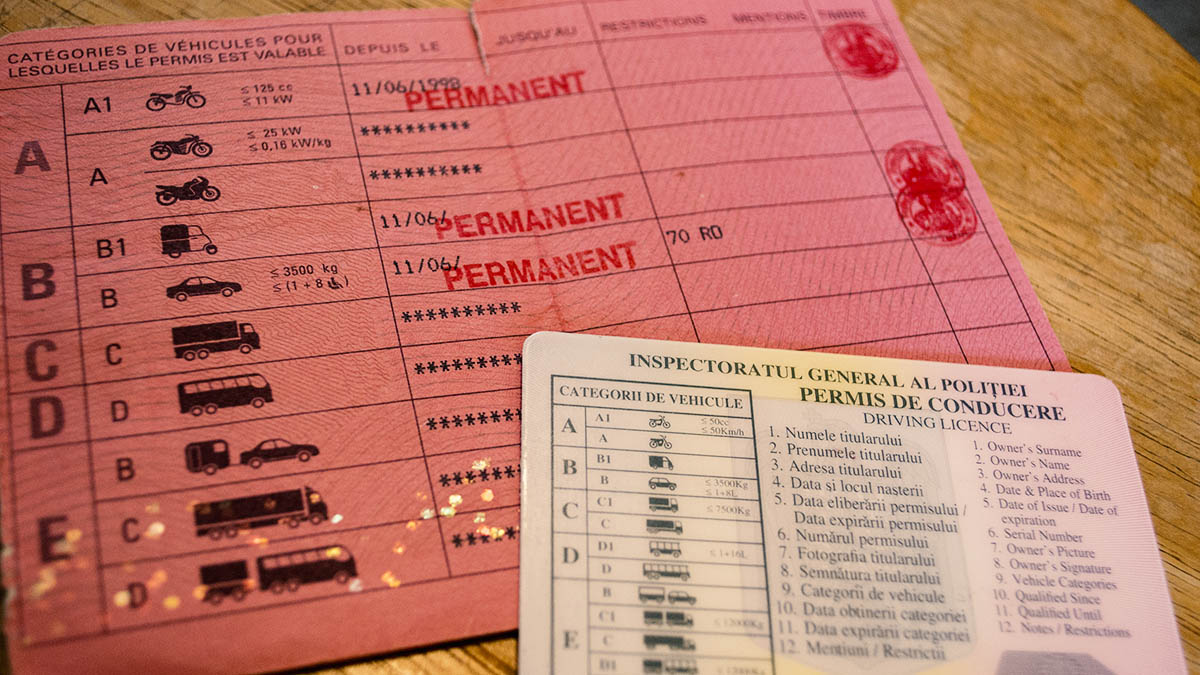 CATÉGORIES DE VÉHICULES POUR
LESQUELLES LE PERMIS EST VALABLE
DEPUIS LE
JUSQU'AU
RESTRICTIONS
MENTIONS
TIMBRE
A
A1
≤ 125 cc
≤ 11 kW
11/06/1998
PERMANENT
A
≤ 25 kW
≤ 0,16 kW/kg
**********
**********
B
B1
11/06/
PERMANENT
B
≤ 3500 kg
≤ (1 + 8)
11/06/
PERMANENT
70 RO
C
C
**********
D
D
E
B
C
D
INSPECTORATUL GENERAL AL POLIȚIEI
PERMIS DE CONDUCERE
DRIVING LICENCE
CATEGORII DE VEHICULE
A
A1
≤ 50cc
≤ 50Km/h
A
B
B1
B
≤ 3500Kg
≤ 1+8L
C
C1
≤ 7500Kg
C
D
D1
≤ 1+16L
D
E
B
C1
≤ 12000Kg
C
D1
1. Numele titularului
2. Prenumele titularului
3. Adresa titularului
4. Data și locul nașterii
5. Data eliberării permisului /
Data expirării permisului
6. Numărul permisului
7. Fotografia titularului
8. Semnătura titularului
9. Categorii de vehicule
10. Data obținerii categoriei
11. Data expirării categoriei
12. Mențiuni / Restricții
1. Owner's Surname
2. Owner's Name
3. Owner's Address
4. Date & Place of Birth
5. Date of Issue / Date of
expiration
6. Serial Number
7. Owner's Picture
8. Owner's Signature
9. Vehicle Categories
10. Qualified Since
11. Qualified Until
12. Notes / Restrictions